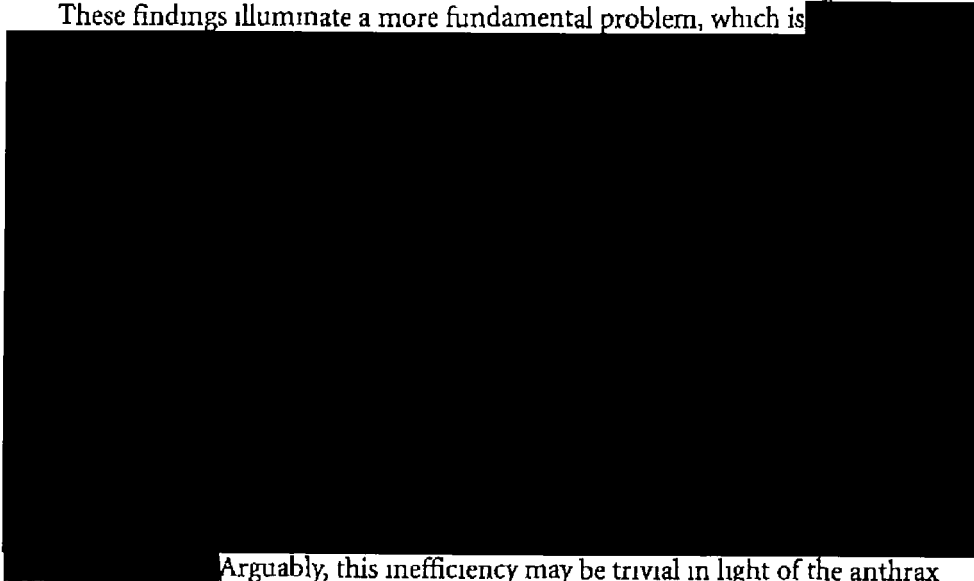 These findings illuminate a more fundamental problem, which is
Arguably, this inefficiency may be trivial in light of the anthrax